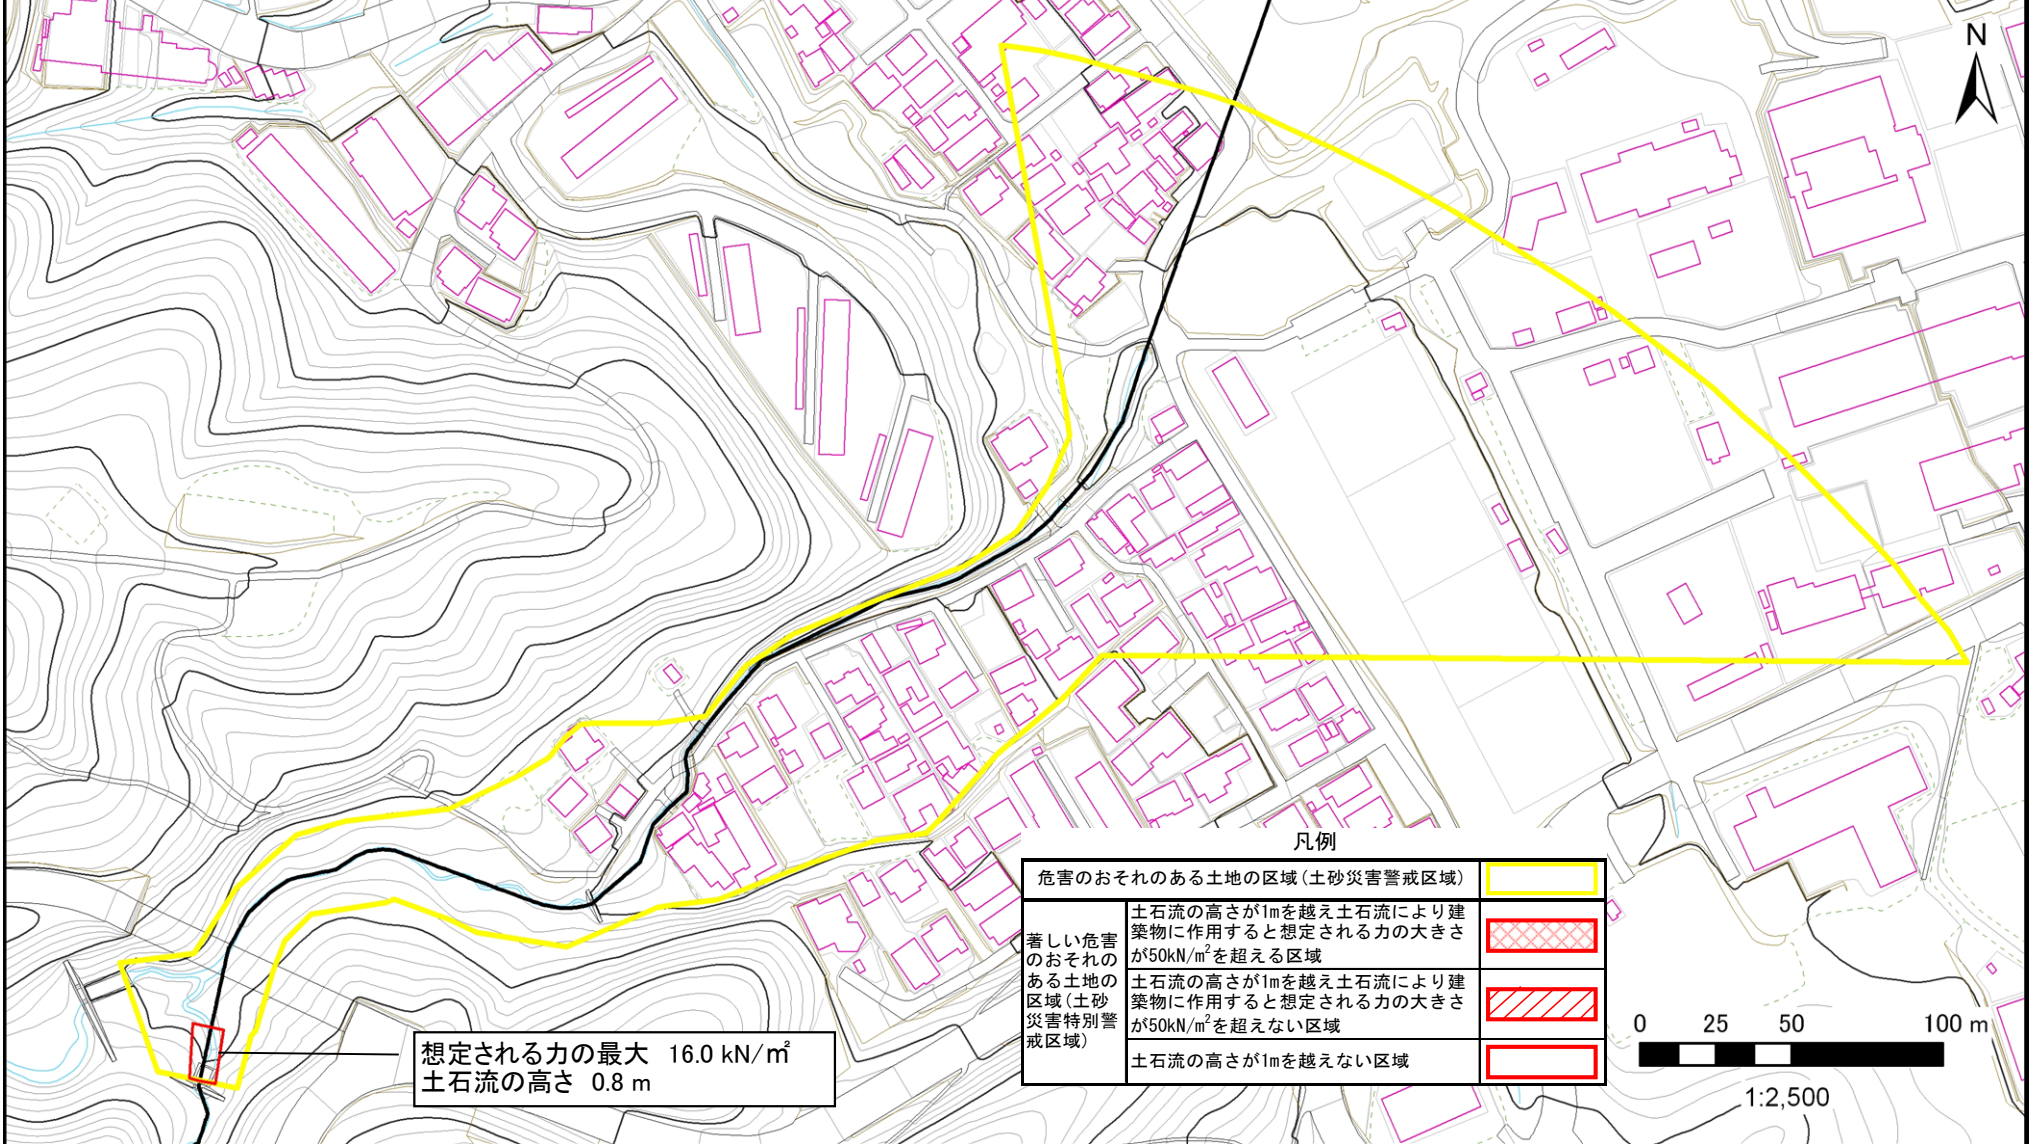 N
想定される力の最大 16.0 kN/㎡
土石流の高さ 0.8 m
凡例
危害のおそれのある土地の区域(土砂災害警戒区域)
著しい危害
のおそれの
ある土地の
区域(土砂
災害特別警
戒区域)
土石流の高さが1mを越え土石流により建
築物に作用すると想定される力の大きさ
が50kN/m²を超える区域
土石流の高さが1mを越え土石流により建
築物に作用すると想定される力の大きさ
が50kN/m²を超えない区域
土石流の高さが1mを越えない区域
0 25 50 100 m
1:2,500